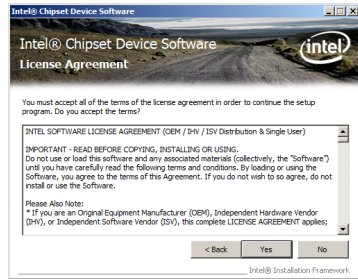 Intel® Chipset Device Software
Intel® Chipset Device Software
intel
License Agreement
You must accept all of the terms of the license agreement in order to continue the setup
program. Do you accept the terms?
INTEL SOFTWARE LICENSE AGREEMENT (OEM / IHV / ISV Distribution & Single User)
IMPORTANT - READ BEFORE COPYING, INSTALLING OR USING.
Do not use or load this software and any associated materials (collectively, the "Software")
until you have carefully read the following terms and conditions. By loading or using the
Software, you agree to the terms of this Agreement. If you do not wish to so agree, do not
install or use the Software.
Please Also Note:
* If you are an Original Equipment Manufacturer (OEM), Independent Hardware Vendor
(IHV), or Independent Software Vendor (ISV), this complete LICENSE AGREEMENT applies;
< Back Yes No
Intel® Installation Framework